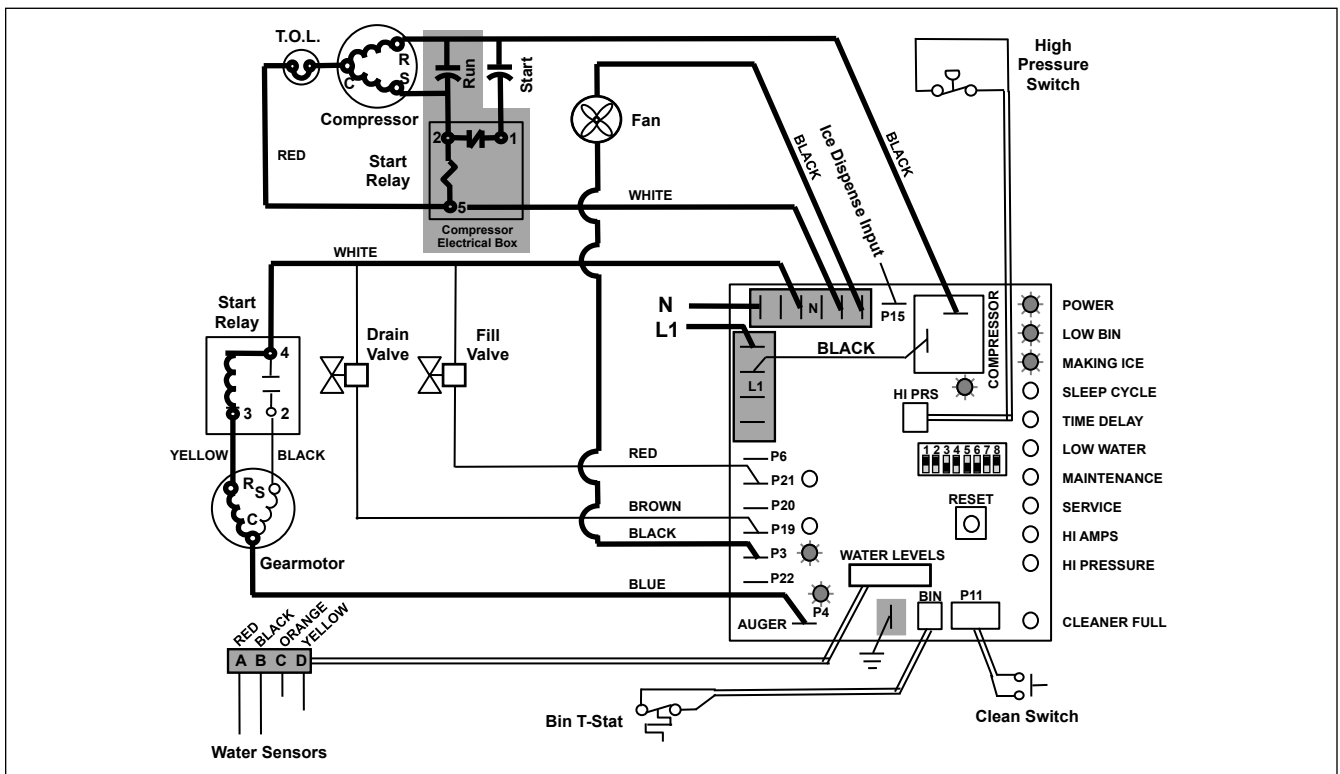 T.O.L.
R
S
C
Compressor
Run
Start
2
1
Start
Relay
5
Compressor
Electrical Box
RED
WHITE
Fan
BLACK
Ice Dispense Input
BLACK
High
Pressure
Switch
WHITE
Start
Relay
4
3
2
YELLOW
BLACK
R
S
C
Gearmotor
Drain
Valve
Fill
Valve
N
L1
N
P15
BLACK
L1
COMPRESSOR
HI PRS
1 2 3 4 5 6 7 8
RESET
RED
BROWN
BLACK
BLUE
P6
P21
P20
P19
P3
P22
P4
AUGER
WATER LEVELS
BIN
P11
POWER
LOW BIN
MAKING ICE
SLEEP CYCLE
TIME DELAY
LOW WATER
MAINTENANCE
SERVICE
HI AMPS
HI PRESSURE
CLEANER FULL
RED
BLACK
ORANGE
YELLOW
A B C D
Water Sensors
Bin T-Stat
Clean Switch